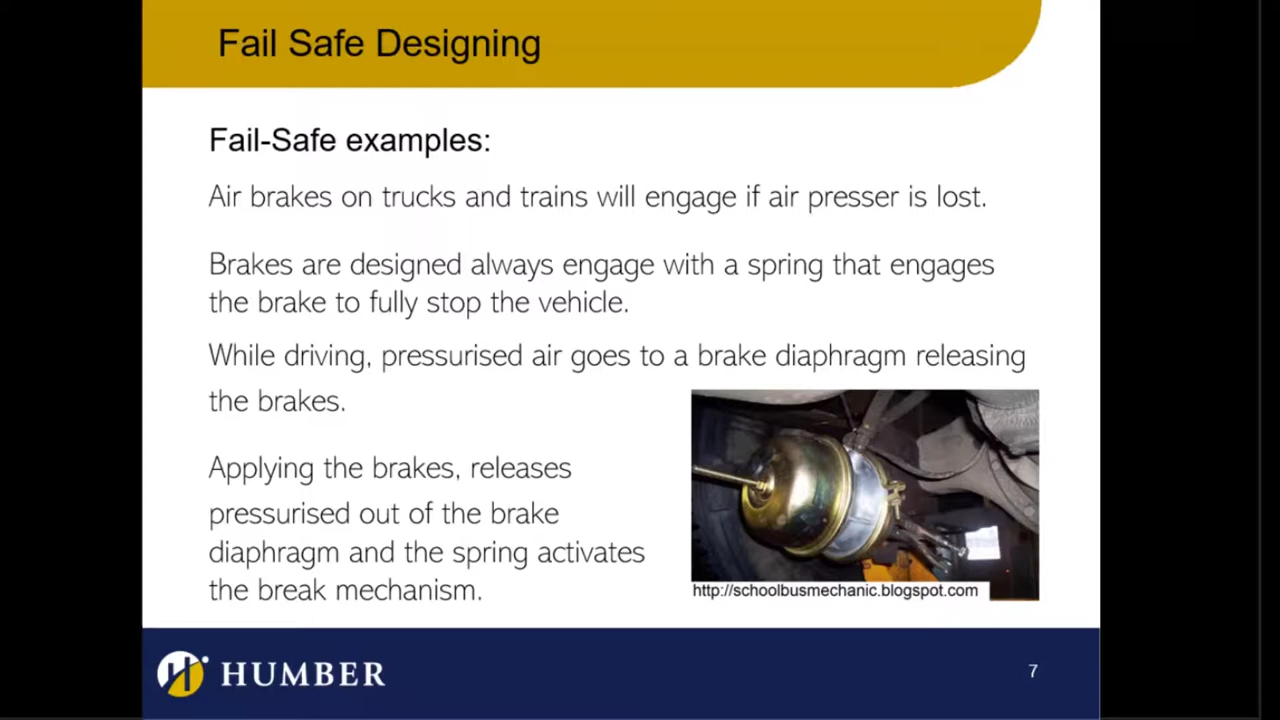 Fail Safe Designing
Fail-Safe examples:
Air brakes on trucks and trains will engage if air presser is lost.
Brakes are designed always engage with a spring that engages
the brake to fully stop the vehicle.
While driving, pressurised air goes to a brake diaphragm releasing
the brakes.
Applying the brakes, releases
pressurised out of the brake
diaphragm and the spring activates
the break mechanism.
http://schoolbusmechanic.blogspot.com
HUMBER
7